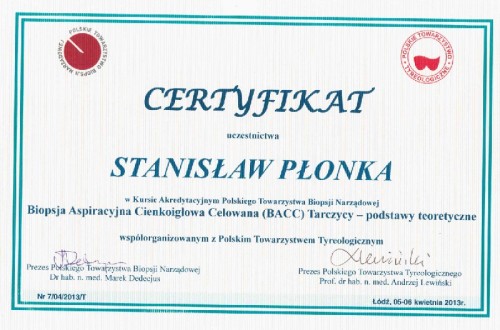 POLSKIE TOWARZYSTWO BIOPSJI NARZĄDOWEJ
POLSKIE TOWARZYSTWO TYREOLOGICZNE
CERTYFIKAT
uczestnictwa
STANISŁAW PŁONKA
w Kursie Akredytacyjnym Polskiego Towarzystwa Biopsji Narządowej
Biopsja Aspiracyjna Cienkoigłowa Celowana (BACC) Tarczycy – podstawy teoretyczne
współorganizowanym z Polskim Towarzystwem Tyreologicznym
Prezes Polskiego Towarzystwa Biopsji Narządowej
Dr hab. n. med. Marek Dedecjus
Prezes Polskiego Towarzystwa Tyreologicznego
Prof. dr hab. n. med. Andrzej Lewiński
Nr 7/04/2013/T
Łódź, 05-06 kwietnia 2013r.